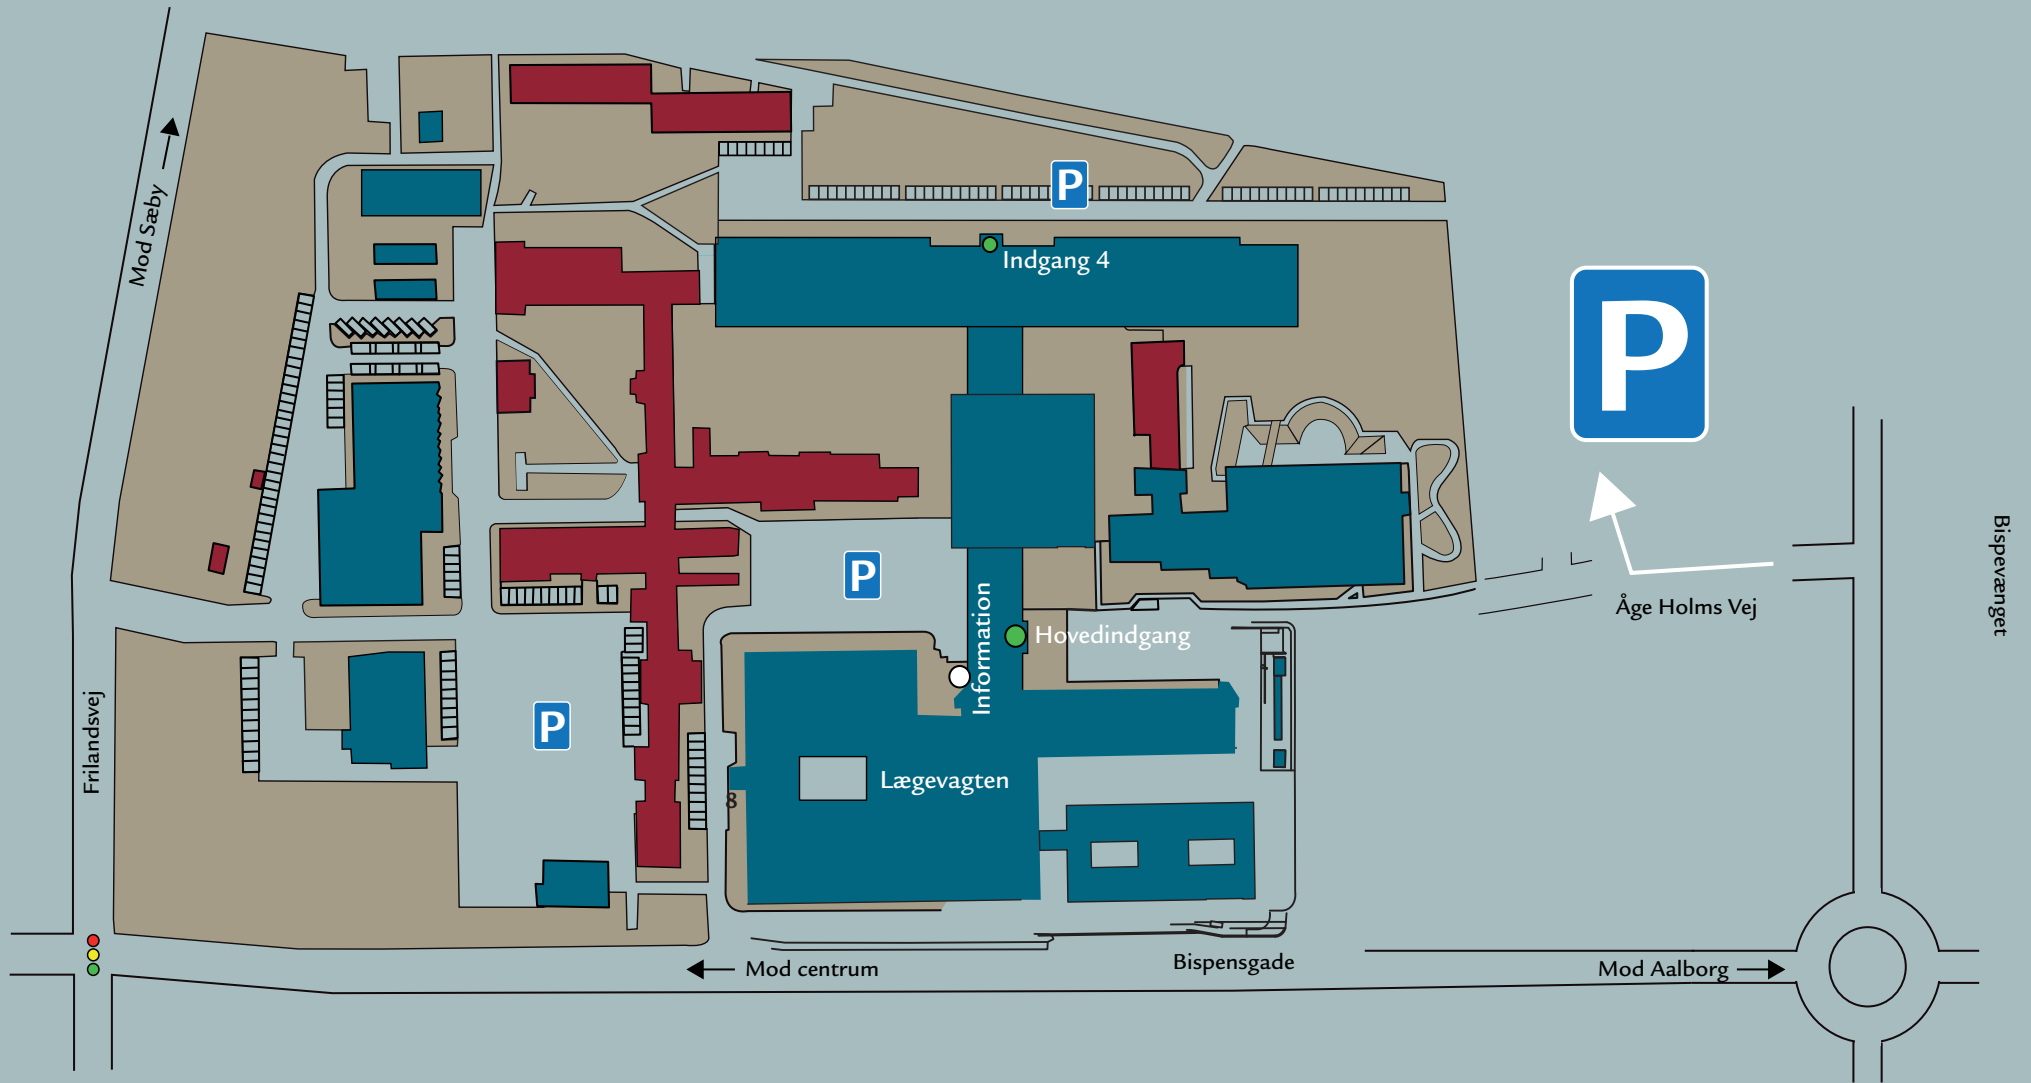 P
Mod Sæby
Indgang 4
P
P
Information
Hovedindgang
Åge Holms Vej
Bispevænget
P
Frilandsvej
Lægevagten
8
Mod centrum
Bispensgade
Mod Aalborg